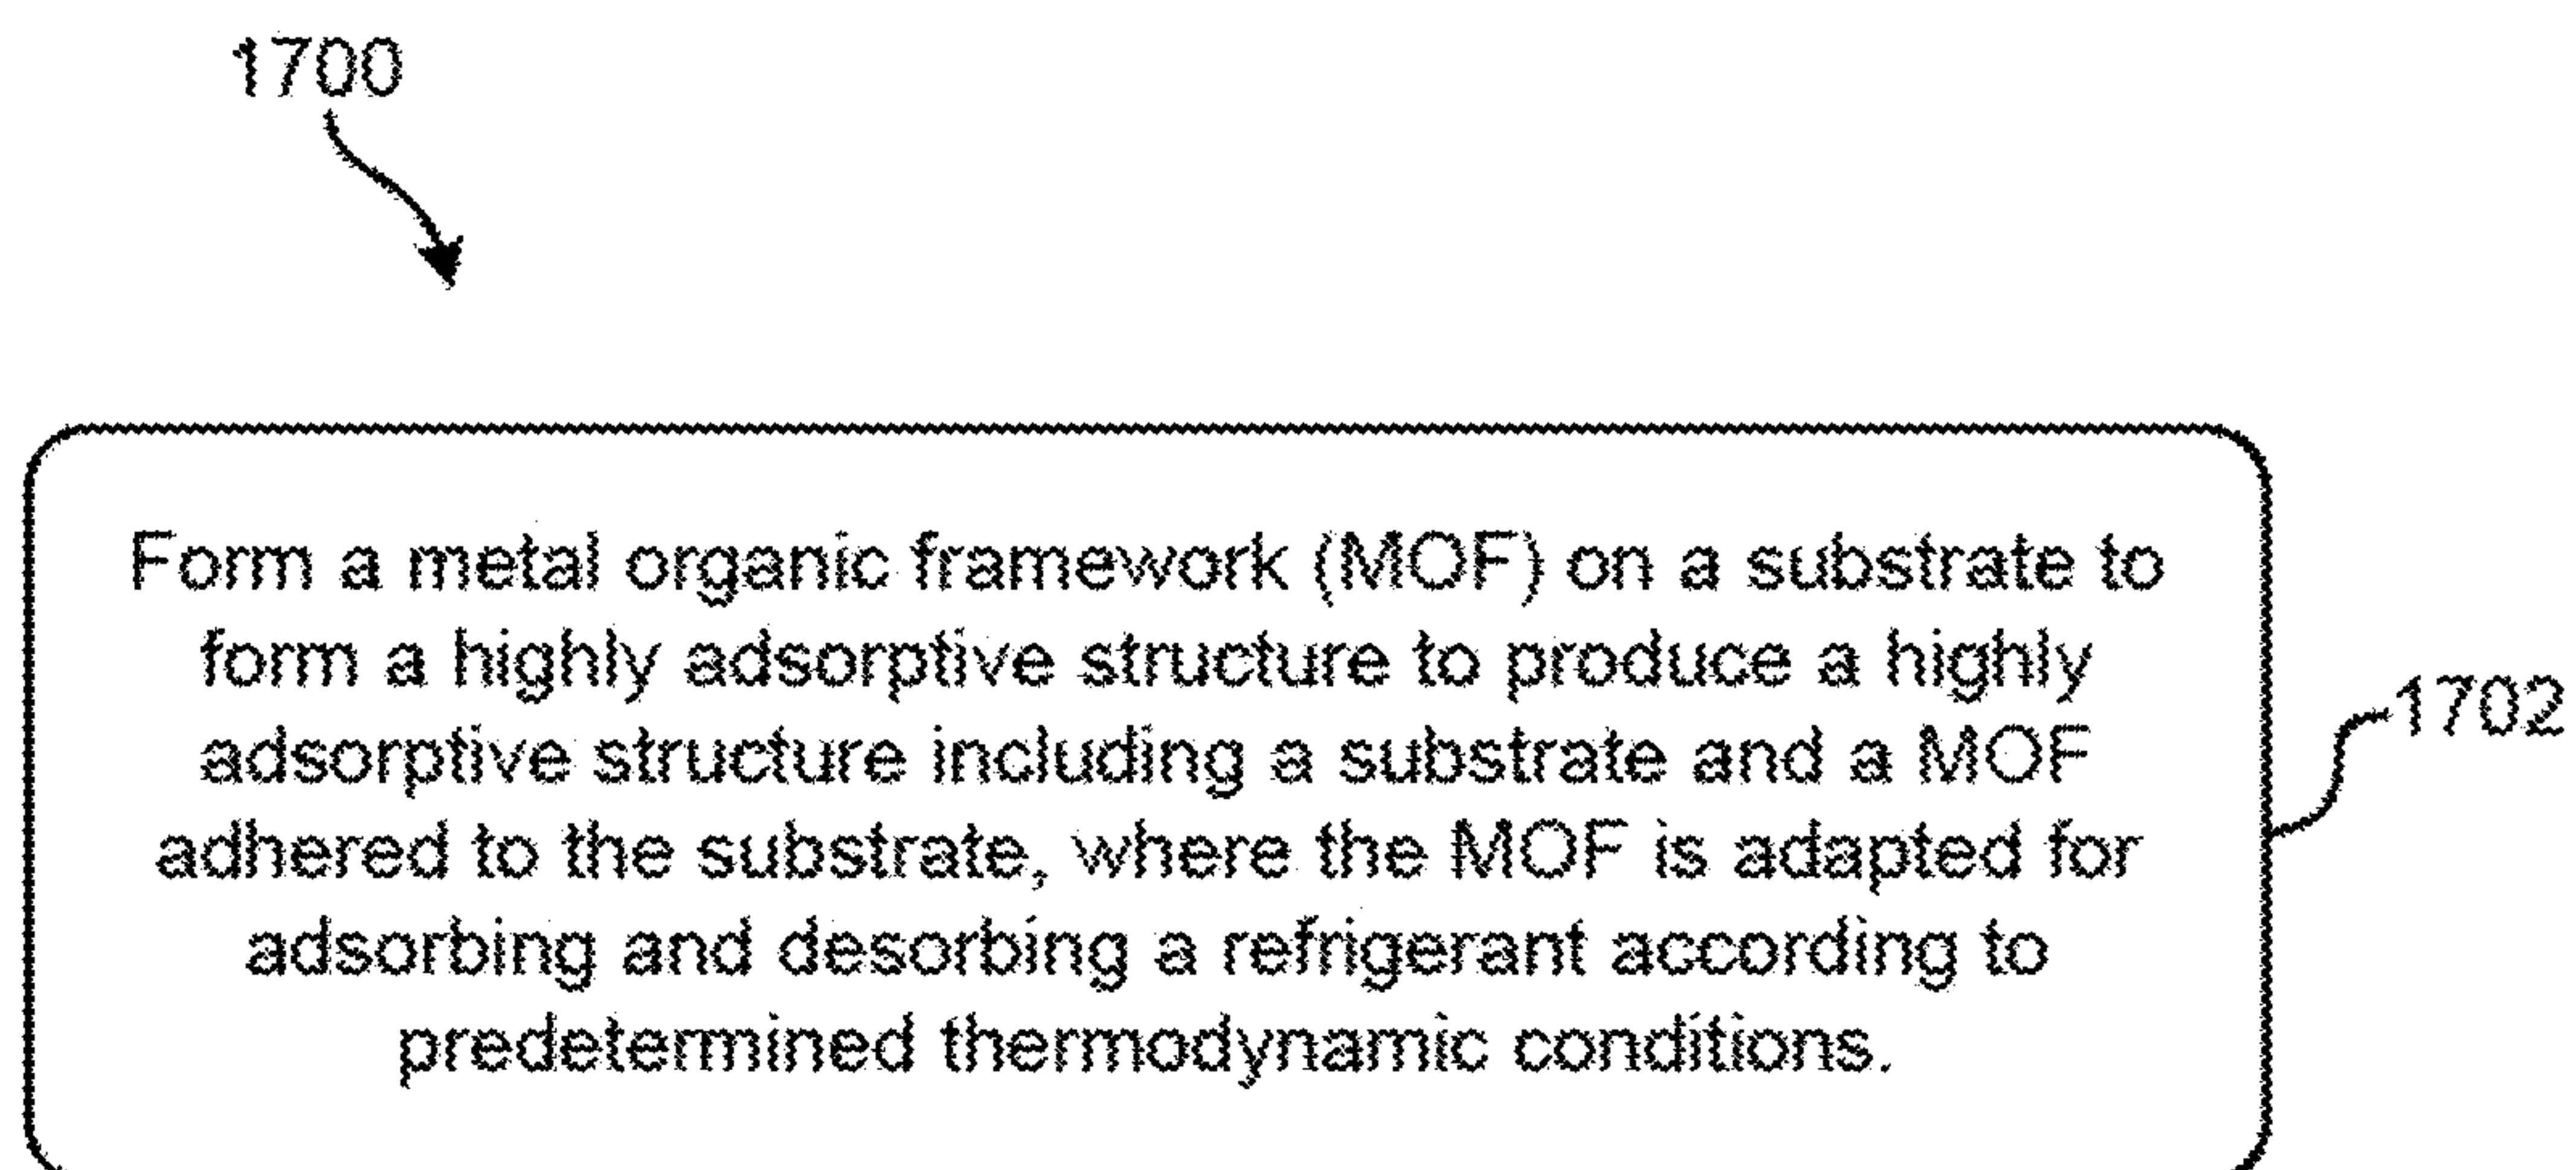 1700
Form a metal organic framework (MOF) on a substrate to
form a highly adsorptive structure to produce a highly
adsorptive structure including a substrate and a MOF
adhered to the substrate, where the MOF is adapted for
adsorbing and desorbing a refrigerant according to
predetermined thermodynamic conditions.
1702